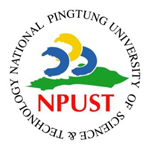 NATIONAL PINGTUNG UNIVERSITY OF SCIENCE & TECHNOLOGY
NPUST